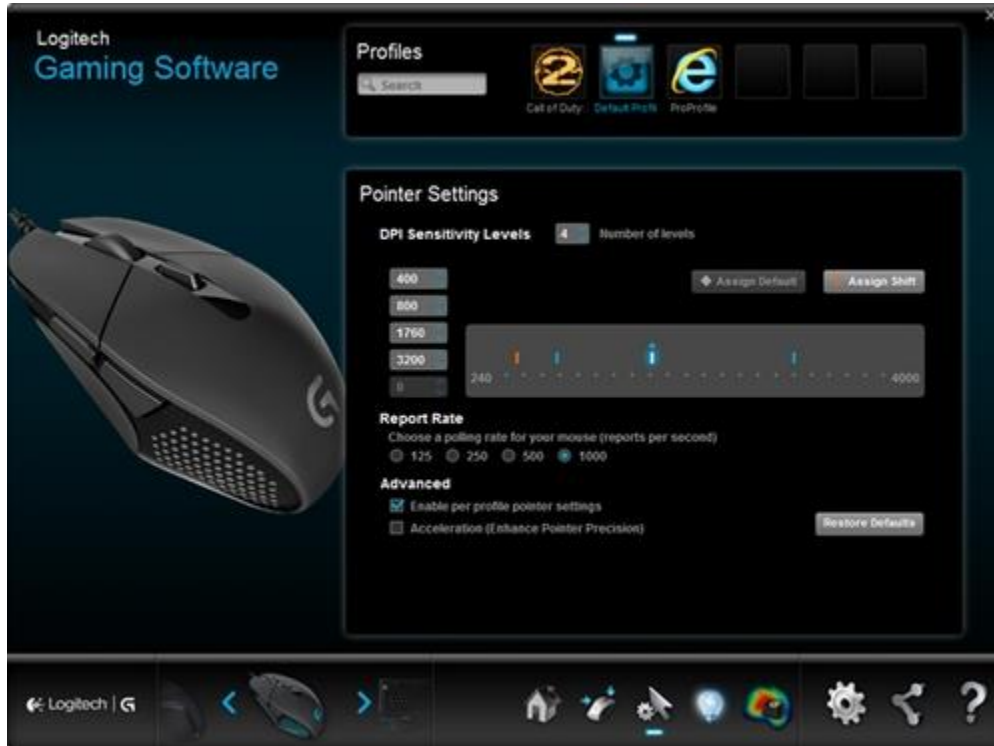 Logitech
Gaming Software
Profiles
Search
Call of Duty
Default Profil
ProProfile
Pointer Settings
DPI Sensitivity Levels 4 Number of levels
400
800
1760
3200
0
Assign Default Assign Shift
240 4000
Report Rate
Choose a polling rate for your mouse (reports per second)
125 250 500 1000
Advanced
Enable per profile pointer settings
Acceleration (Enhance Pointer Precision)
Restore Defaults
Logitech | G